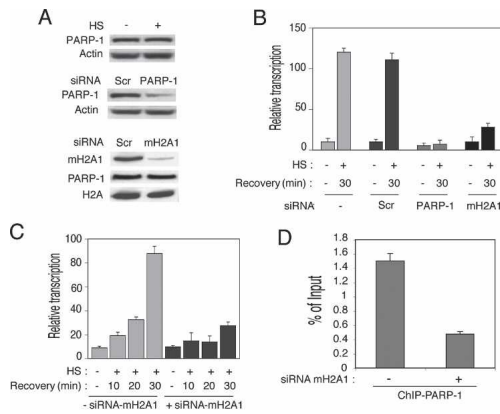 A
HS - +
PARP-1
Actin
siRNA Scr PARP-1
PARP-1
Actin
siRNA Scr mH2A1
mH2A1
PARP-1
H2A
B
Relative transcription
150
100
50
0
HS : - + - + - + - +
Recovery(min) : - 30 - 30 - 30 - 30
siRNA: - Scr PARP-1 mH2A1
C
Relative transcription
100
80
60
40
20
0
HS : - + + + - + + +
Recovery(min) : - 10 20 30 - 10 20 30
- siRNA-mH2A1 + siRNA-mH2A1
D
% of Input
1.8
1.6
1.4
1.2
1
0.8
0.6
0.4
0.2
0
siRNA mH2A1 : - +
ChIP-PARP-1